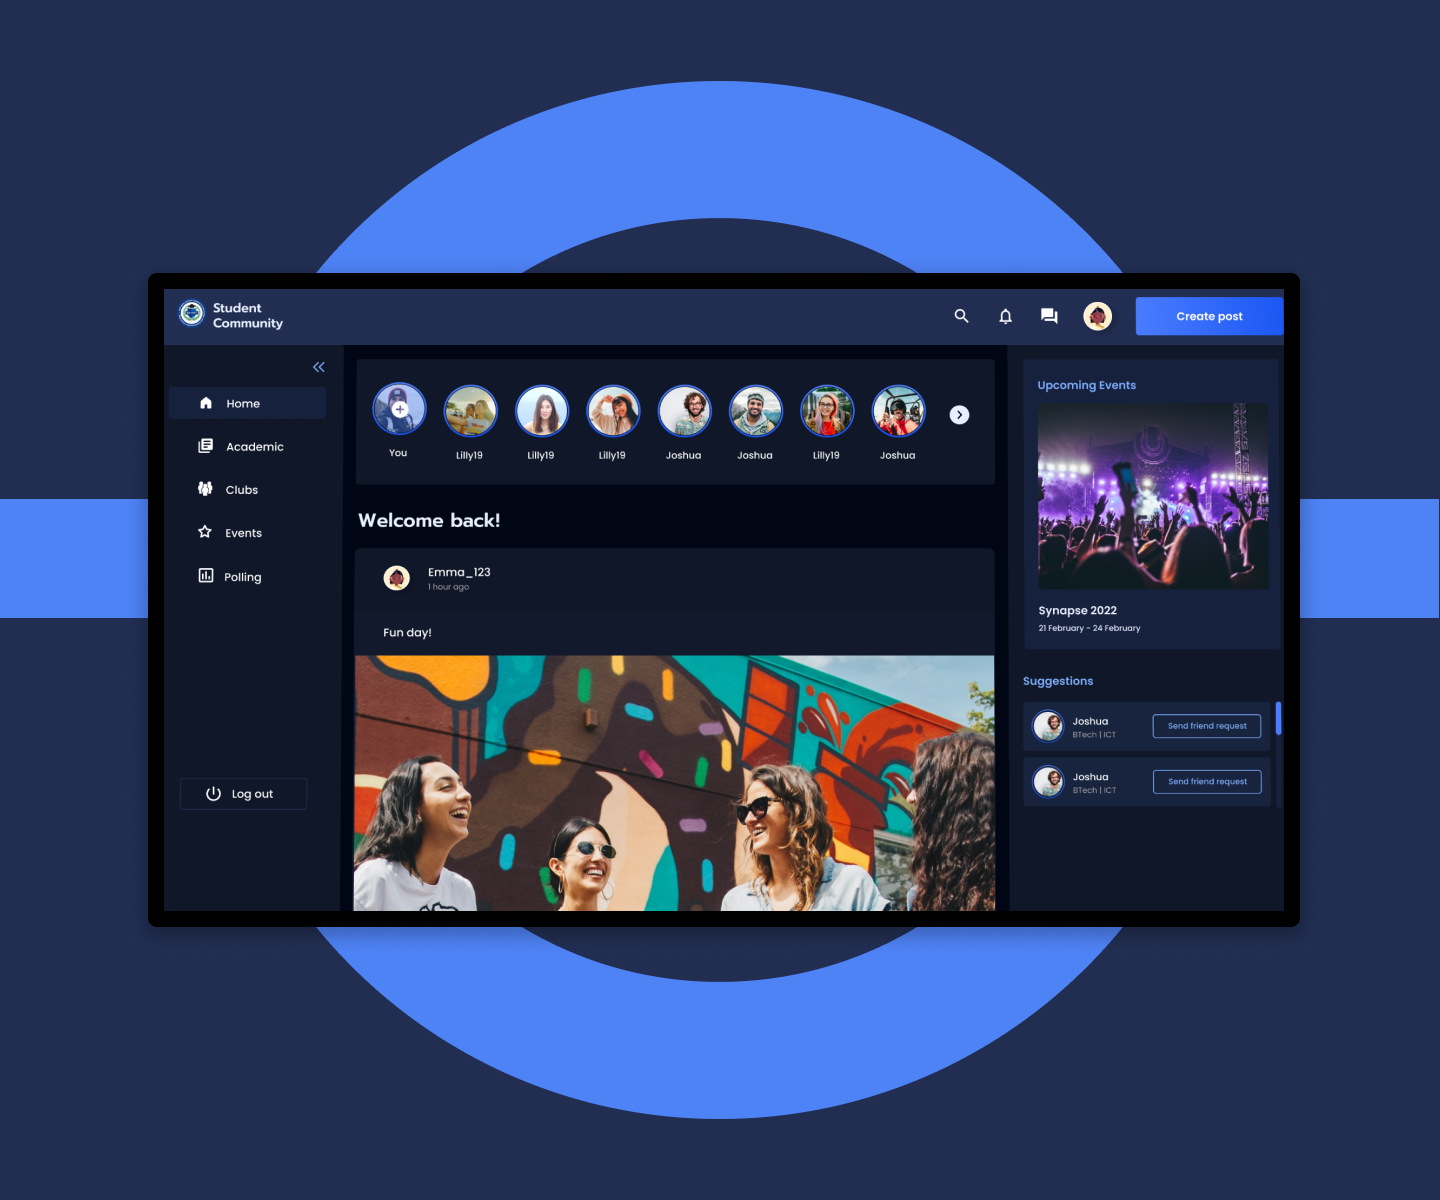 Student
Community
Create post
Home
Academic
Clubs
Events
Polling
Log out
You
Lilly19
Lilly19
Lilly19
Joshua
Joshua
Lilly19
Joshua
Welcome back!
Emma_123
1 hour ago
Fun day!
Upcoming Events
Synapse 2022
21 February - 24 February
Suggestions
Joshua
BTech | ICT
Send friend request
Joshua
BTech | ICT
Send friend request